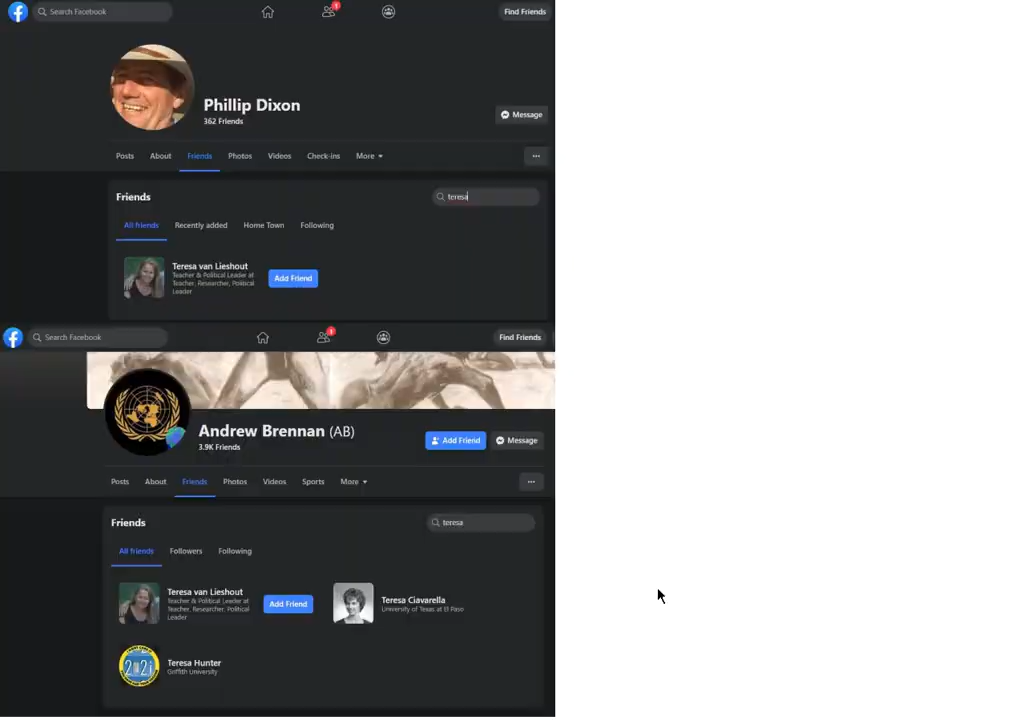 Search Facebook
1
Find Friends
Phillip Dixon
362 Friends
Message
Posts About Friends Photos Videos Check-ins More
Friends
teresa
All friends Recently added Home Town Following
Teresa van Lieshout
Teacher & Political Leader at
Teacher, Researcher, Political
Leader
Add Friend
Search Facebook
Find Friends
Andrew Brennan (AB)
3.9K Friends
Add Friend
Message
Posts About Friends Photos Videos Sports More
Friends
teresa
All friends Followers Following
Teresa van Lieshout
Teacher & Political Leader at
Teacher, Researcher, Political
Leader
Add Friend
Teresa Ciavarella
University of Texas at El Paso
Teresa Hunter
Griffith University